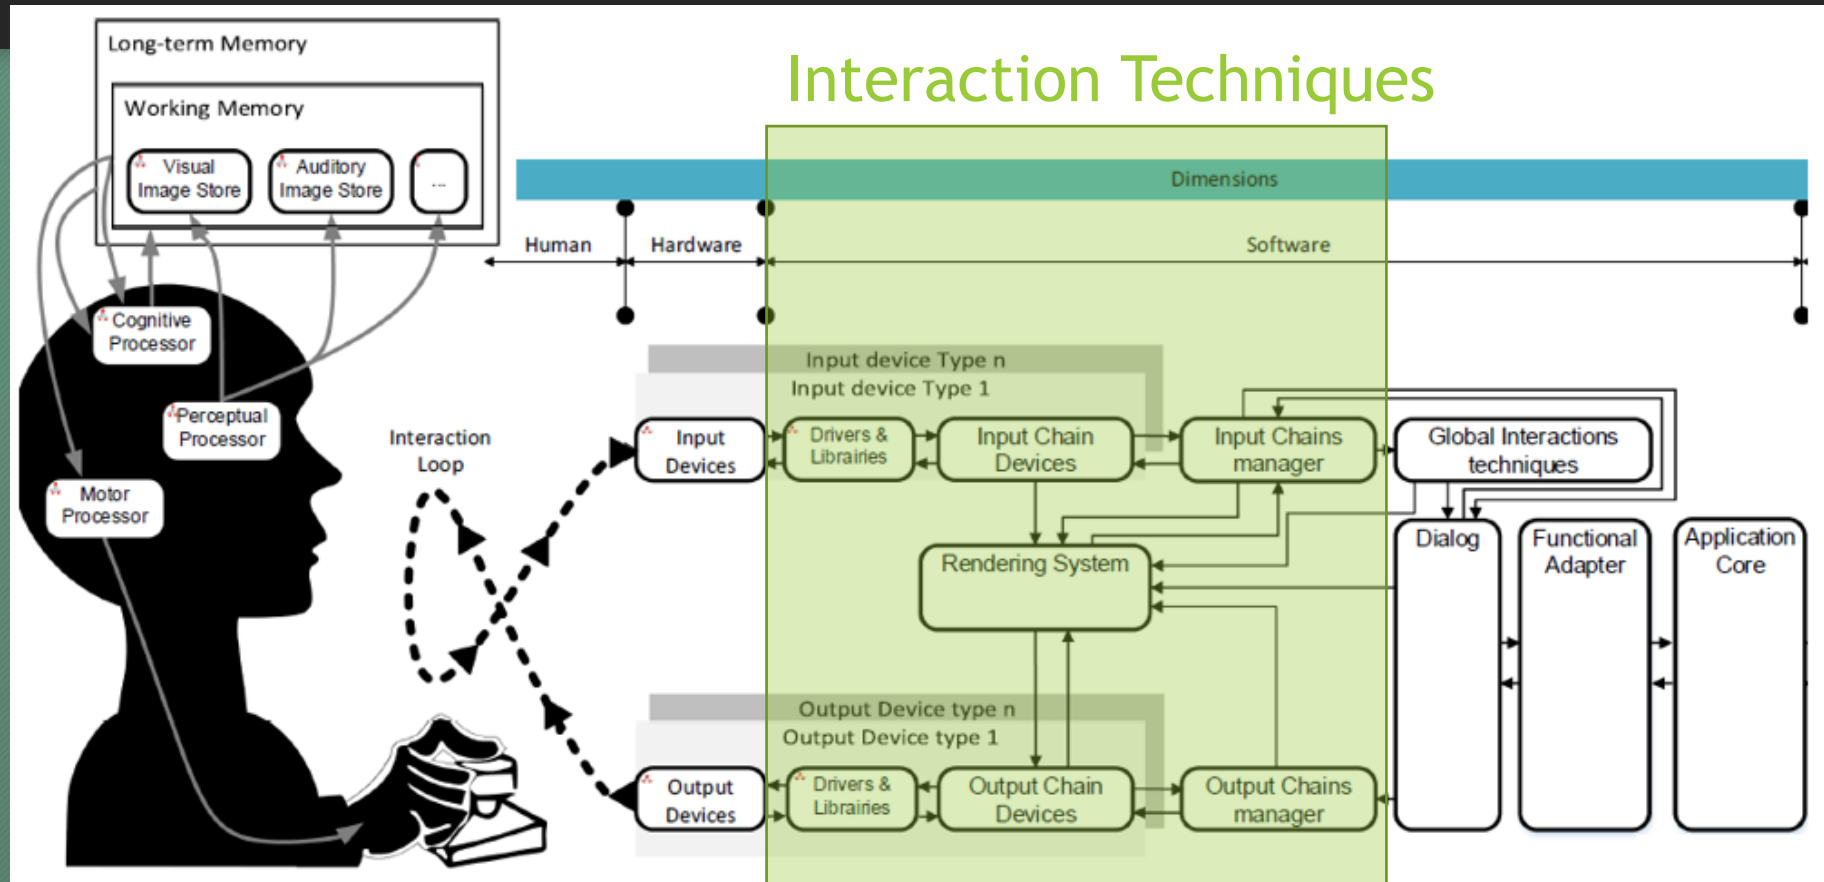 Long-term Memory
Working Memory
Visual
Image Store
Auditory
Image Store
...
Interaction Techniques
Dimensions
Human
Hardware
Software
Cognitive
Processor
Perceptual
Processor
Motor
Processor
Interaction
Loop
Input device Type n
Input device Type 1
Input
Devices
Drivers &
Librairies
Input Chain
Devices
Input Chains
manager
Global Interactions
techniques
Rendering System
Dialog
Functional
Adapter
Application
Core
Output Device type n
Output Device type 1
Output
Devices
Drivers &
Librairies
Output Chain
Devices
Output Chains
manager